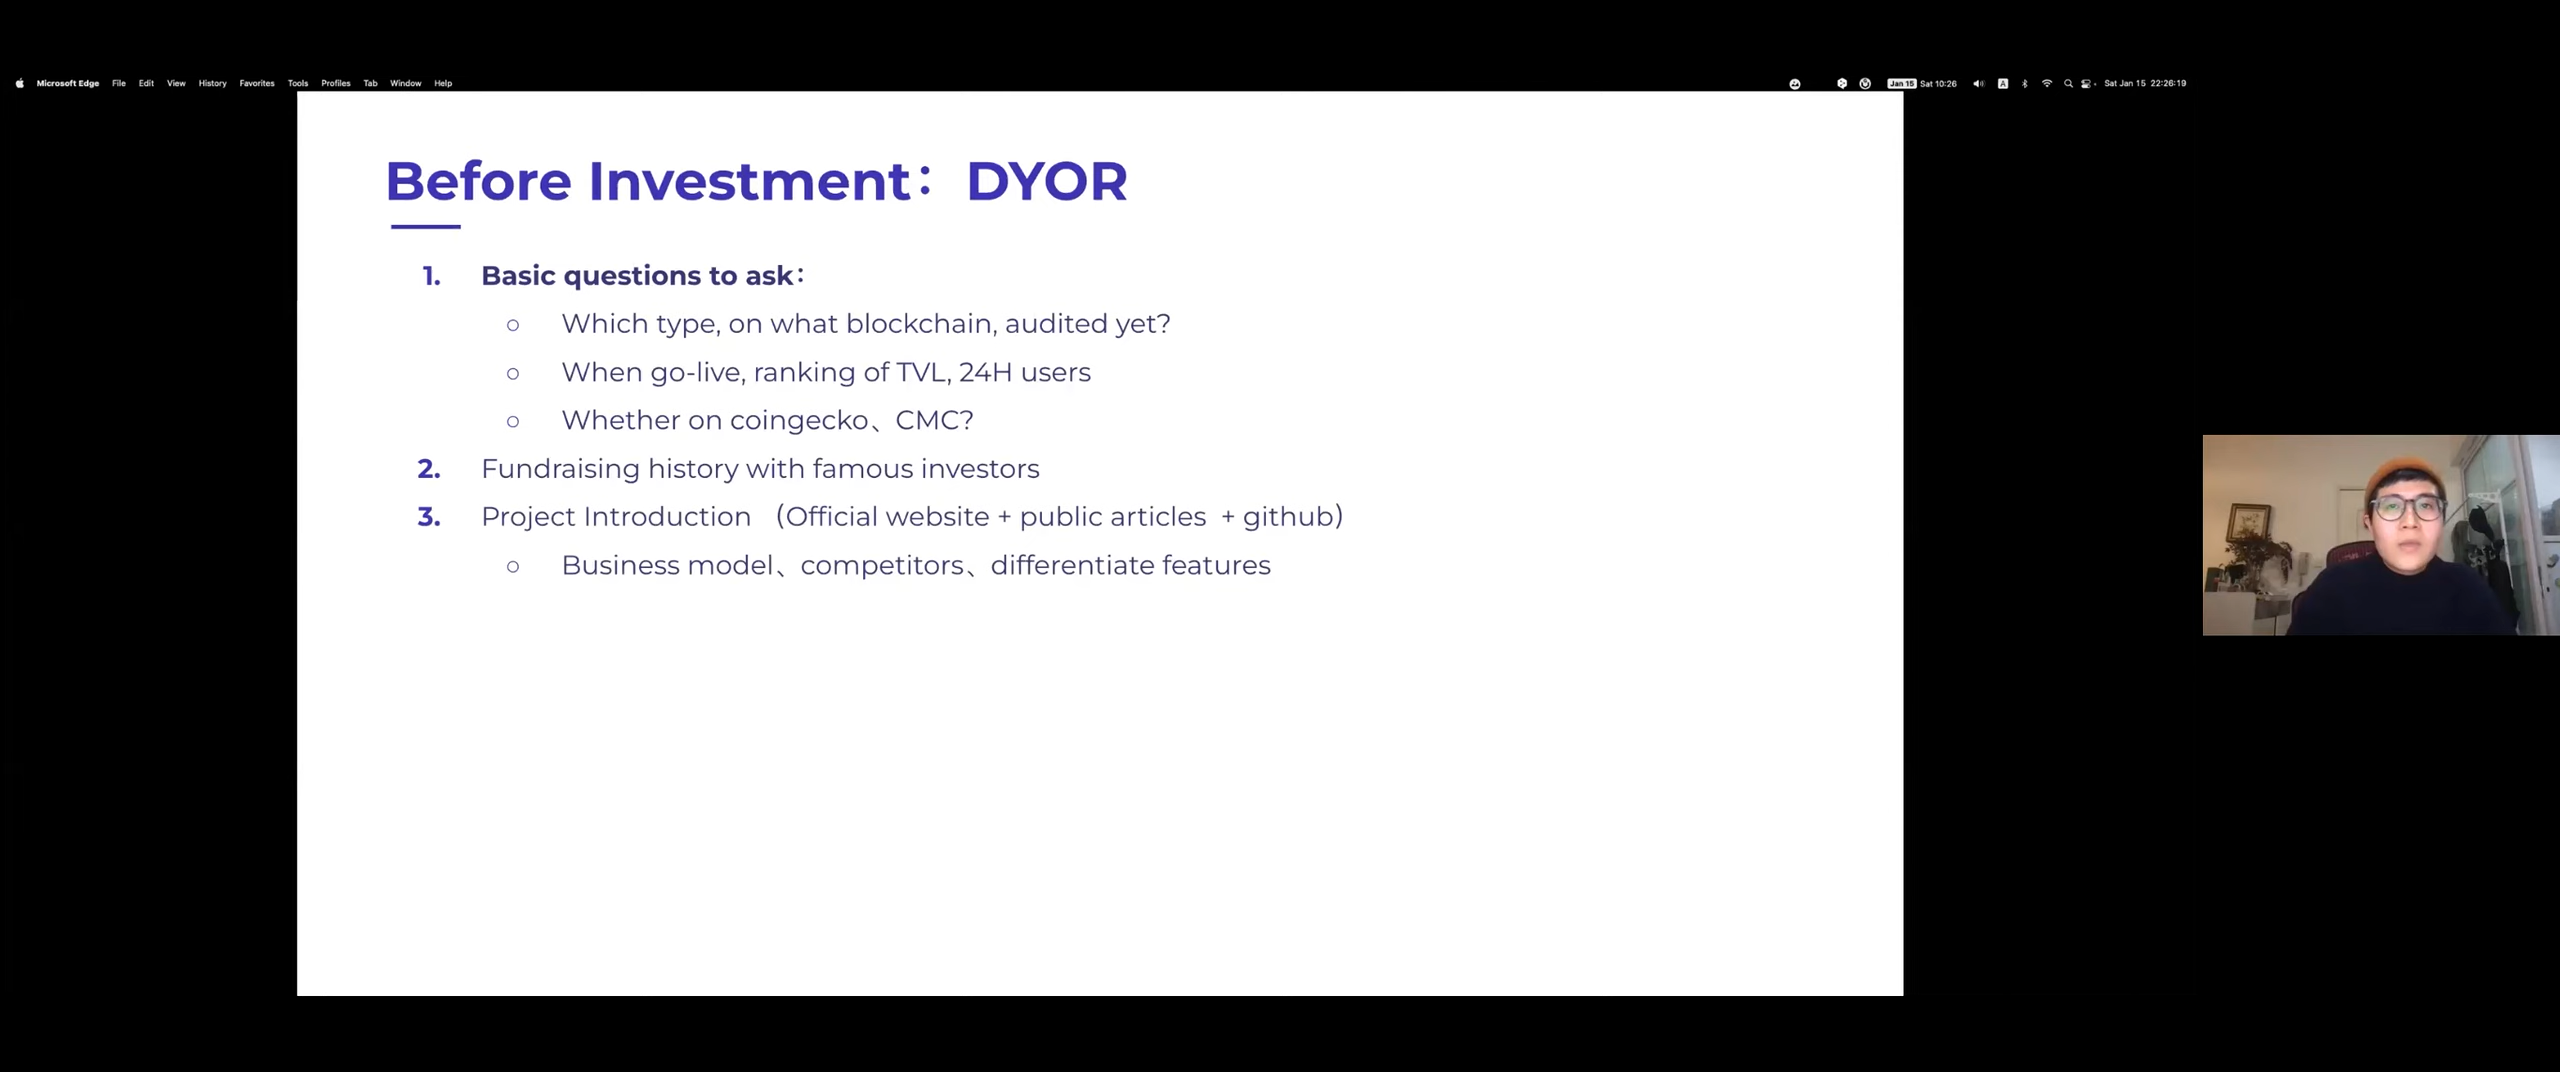 Microsoft Edge File Edit View History Favorites Tools Profiles Tab Window Help Jan 15 Sat 10:26 A Sat Jan 15 22:26:19
Before Investment： DYOR
1. Basic questions to ask：
○ Which type, on what blockchain, audited yet?
○ When go-live, ranking of TVL, 24H users
○ Whether on coingecko、CMC?
2. Fundraising history with famous investors
3. Project Introduction （Official website + public articles + github）
○ Business model、competitors、differentiate features